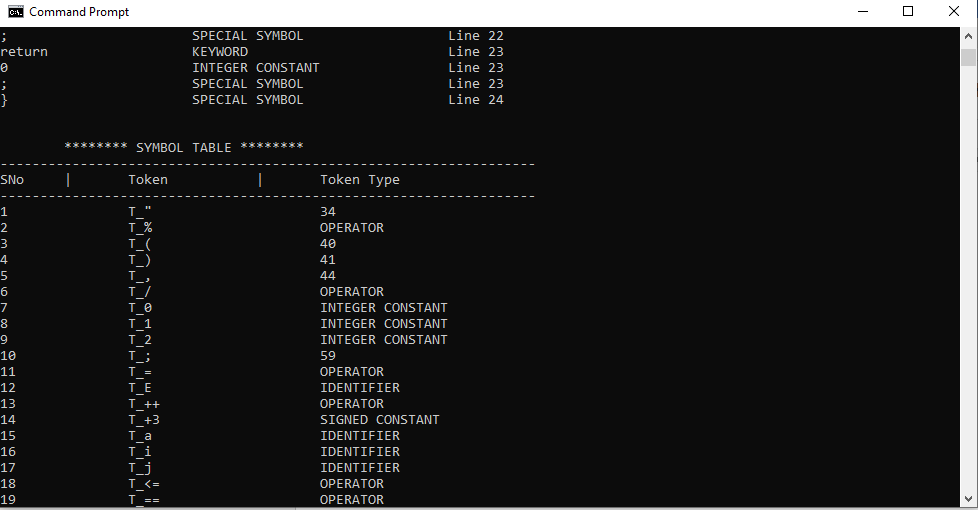 Command Prompt
; SPECIAL SYMBOL Line 22
return KEYWORD Line 23
0 INTEGER CONSTANT Line 23
; SPECIAL SYMBOL Line 23
} SPECIAL SYMBOL Line 24
******** SYMBOL TABLE ********
-------------------------------------------------------------------
SNo | Token | Token Type
-------------------------------------------------------------------
1 T_" 34
2 T_% OPERATOR
3 T_( 40
4 T_) 41
5 T_, 44
6 T_/ OPERATOR
7 T_0 INTEGER CONSTANT
8 T_1 INTEGER CONSTANT
9 T_2 INTEGER CONSTANT
10 T_; 59
11 T_= OPERATOR
12 T_E IDENTIFIER
13 T_++ OPERATOR
14 T_+3 SIGNED CONSTANT
15 T_a IDENTIFIER
16 T_i IDENTIFIER
17 T_j IDENTIFIER
18 T_<= OPERATOR
19 T_== OPERATOR